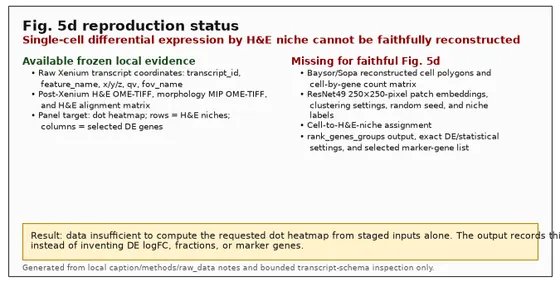 Fig. 5d reproduction status
Single-cell differential expression by H&E niche cannot be faithfully reconstructed
Available frozen local evidence
• Raw Xenium transcript coordinates: transcript_id,
feature_name, x/y/z, qv, fov_name
• Post-Xenium H&E OME-TIFF, morphology MIP OME-TIFF,
and H&E alignment matrix
• Panel target: dot heatmap; rows = H&E niches;
columns = selected DE genes
Missing for faithful Fig. 5d
• Baysor/Sopa reconstructed cell polygons and
cell-by-gene count matrix
• ResNet49 250×250-pixel patch embeddings,
clustering settings, random seed, and niche
labels
• Cell-to-H&E-niche assignment
• rank_genes_groups output, exact DE/statistical
settings, and selected marker-gene list
Result: data insufficient to compute the requested dot heatmap from staged inputs alone. The output records
instead of inventing DE logFC, fractions, or marker genes.
Generated from local caption/methods/raw_data notes and bounded transcript-schema inspection only.